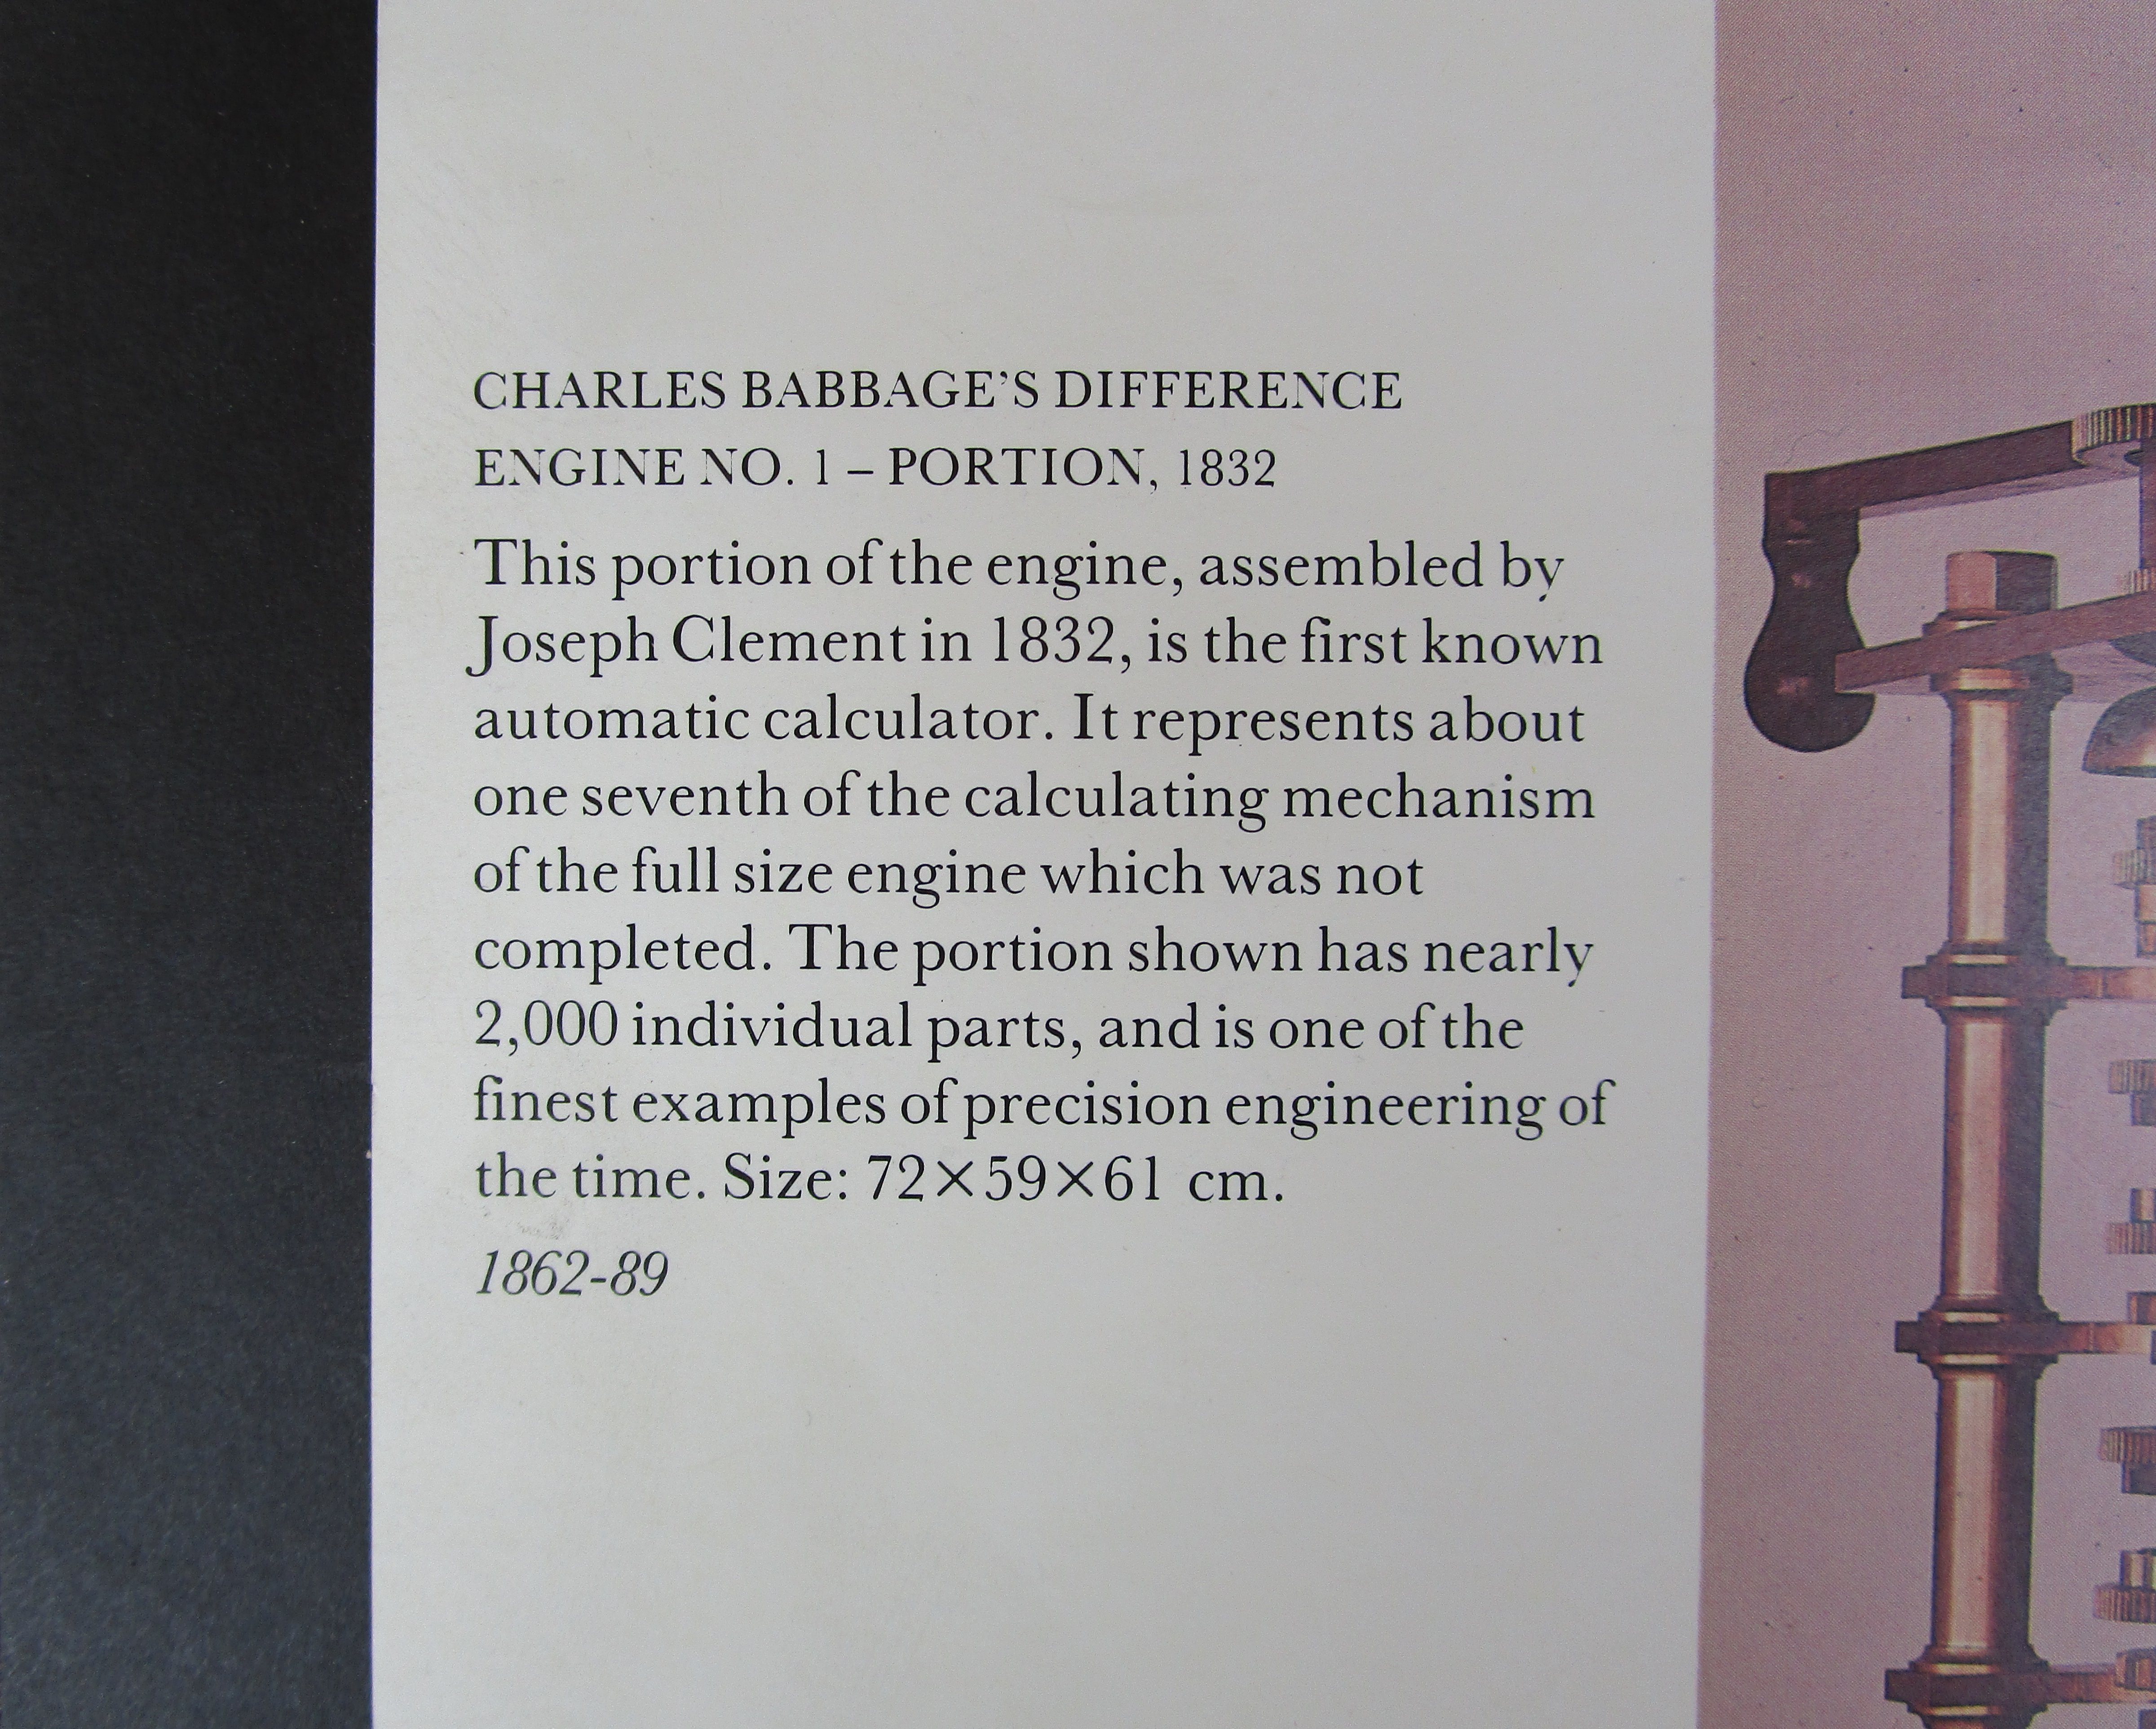 CHARLES BABBAGE'S DIFFERENCE
ENGINE NO. 1 – PORTION, 1832
This portion of the engine, assembled by
Joseph Clement in 1832, is the first known
automatic calculator. It represents about
one seventh of the calculating mechanism
of the full size engine which was not
completed. The portion shown has nearly
2,000 individual parts, and is one of the
finest examples of precision engineering of
the time. Size: 72×59×61 cm.
1862-89